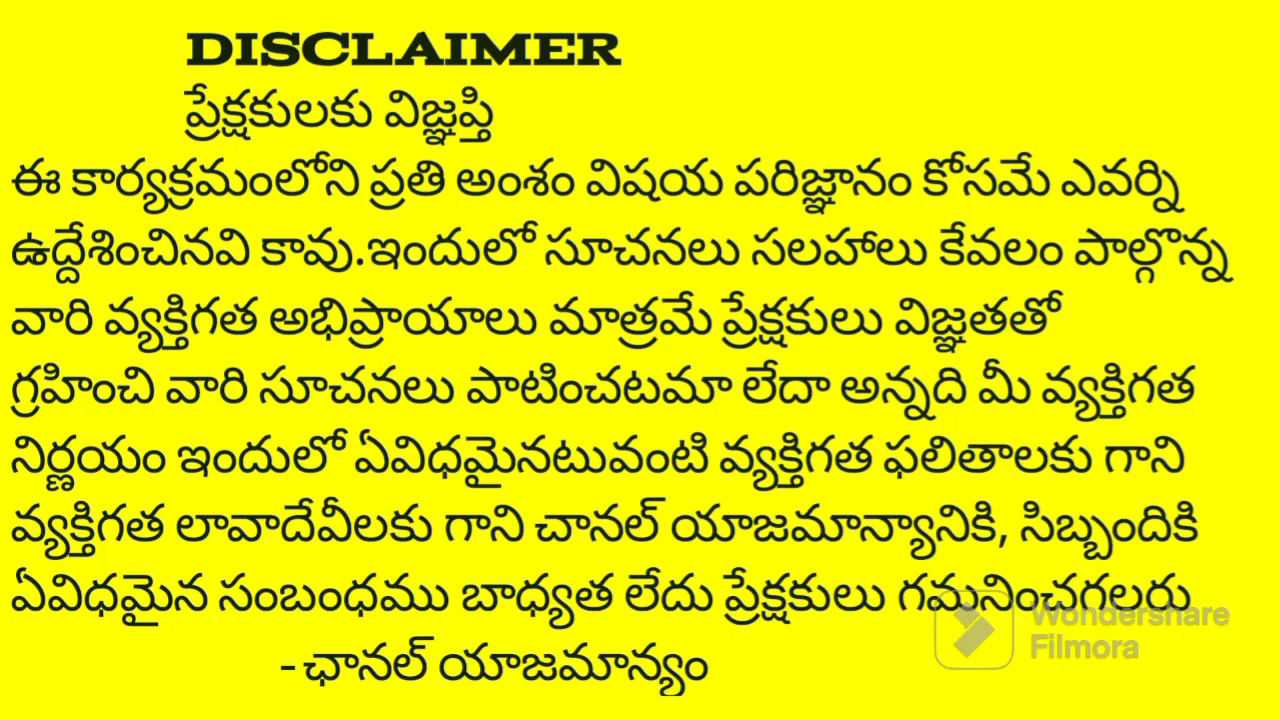 DISCLAIMER
ప్రేక్షకులకు విజ్ఞప్తి
ఈ కార్యక్రమంలోని ప్రతి అంశం విషయ పరిజ్ఞానం కోసమే ఎవర్ని
ఉద్దేశించినవి కావు.ఇందులో సూచనలు సలహాలు కేవలం పాల్గొన్న
వారి వ్యక్తిగత అభిప్రాయాలు మాత్రమే ప్రేక్షకులు విజ్ఞతతో
గ్రహించి వారి సూచనలు పాటించటమా లేదా అన్నది మీ వ్యక్తిగత
నిర్ణయం ఇందులో ఏవిధమైనటువంటి వ్యక్తిగత ఫలితాలకు గాని
వ్యక్తిగత లావాదేవీలకు గాని చానల్ యాజమాన్యానికి, సిబ్బందికి
ఏవిధమైన సంబంధము బాధ్యత లేదు ప్రేక్షకులు గమనించగలరు
- ఛానల్ యాజమాన్యం
Wondershare
Filmora